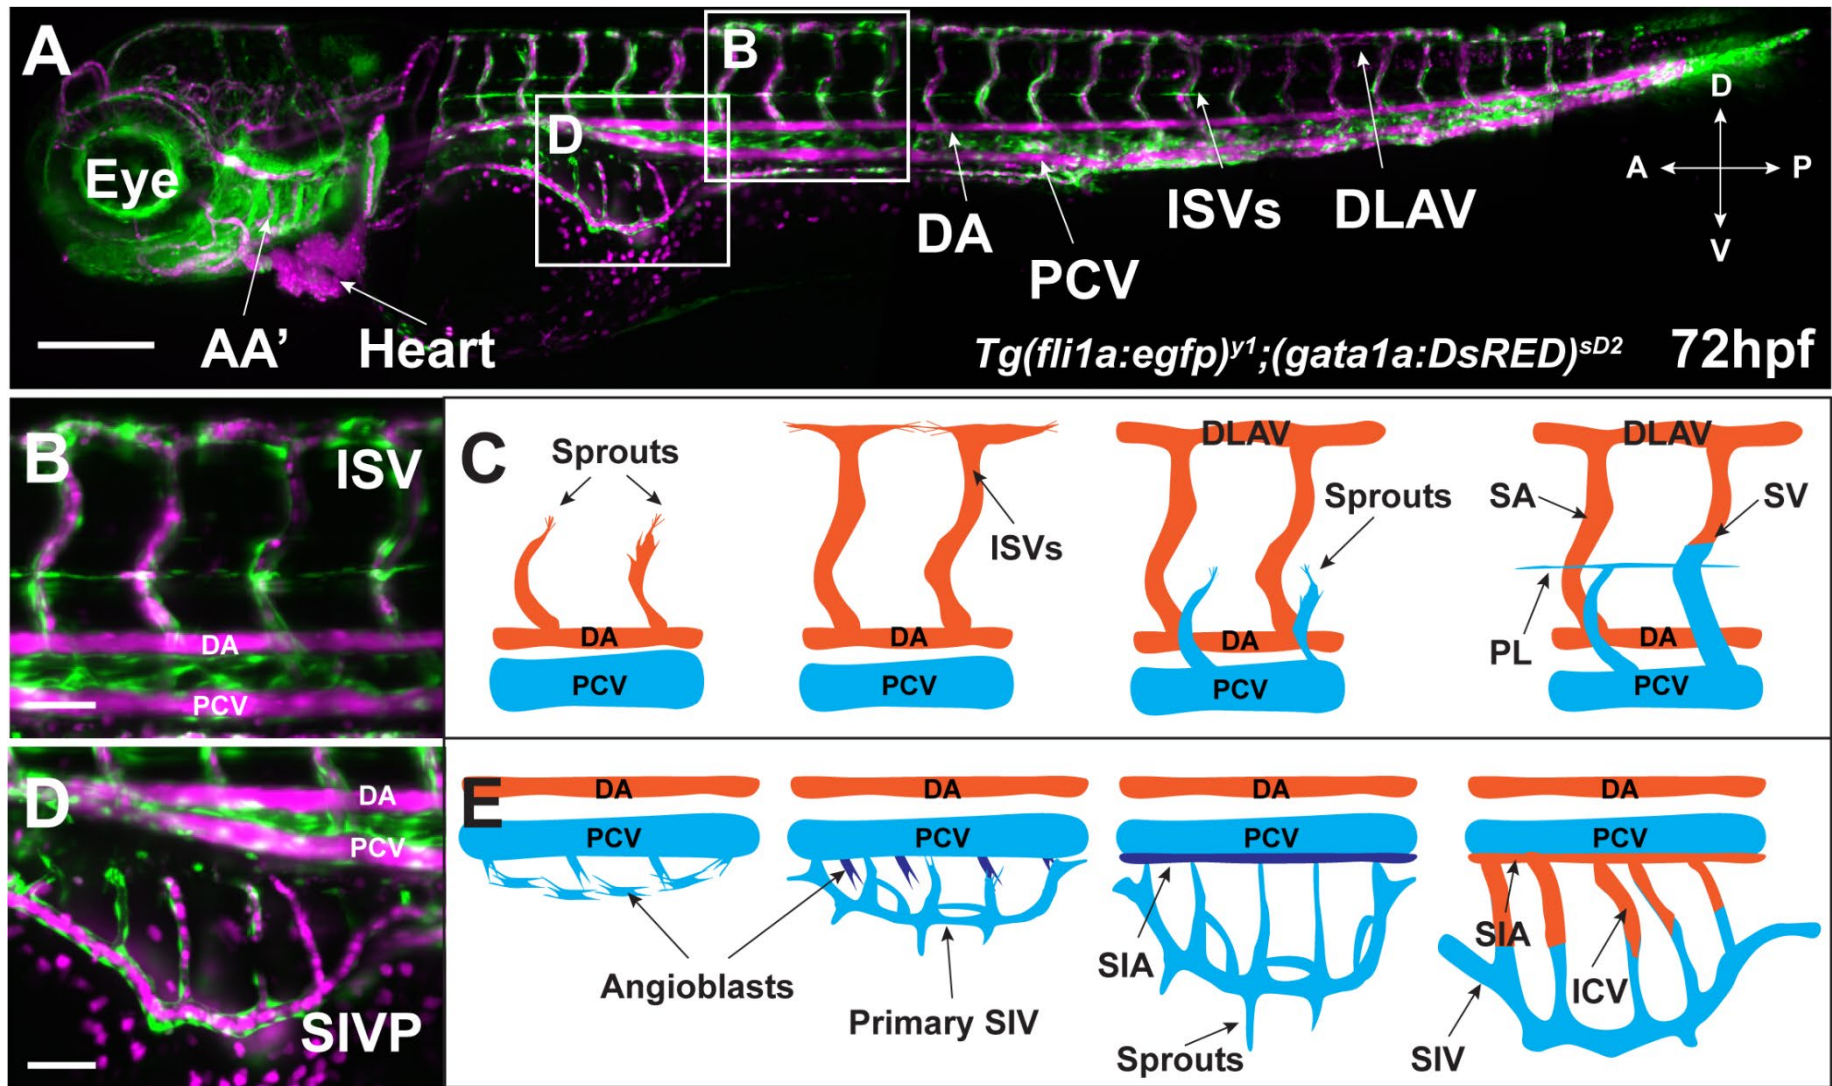 A
B
D
Eye
D
A
P
V
ISVs
DLAV
DA
PCV
AA'
Heart
Tg(fli1a:egfp)y1;(gata1a:DsRED)sD2
72hpf
B
ISV
DA
PCV
C
Sprouts
DA
PCV
ISVs
DA
PCV
DLAV
Sprouts
DA
PCV
DLAV
SA
SV
PL
DA
PCV
D
DA
PCV
SIVP
E
DA
PCV
Angioblasts
DA
PCV
Primary SIV
DA
PCV
SIA
Sprouts
DA
PCV
SIA
ICV
SIV